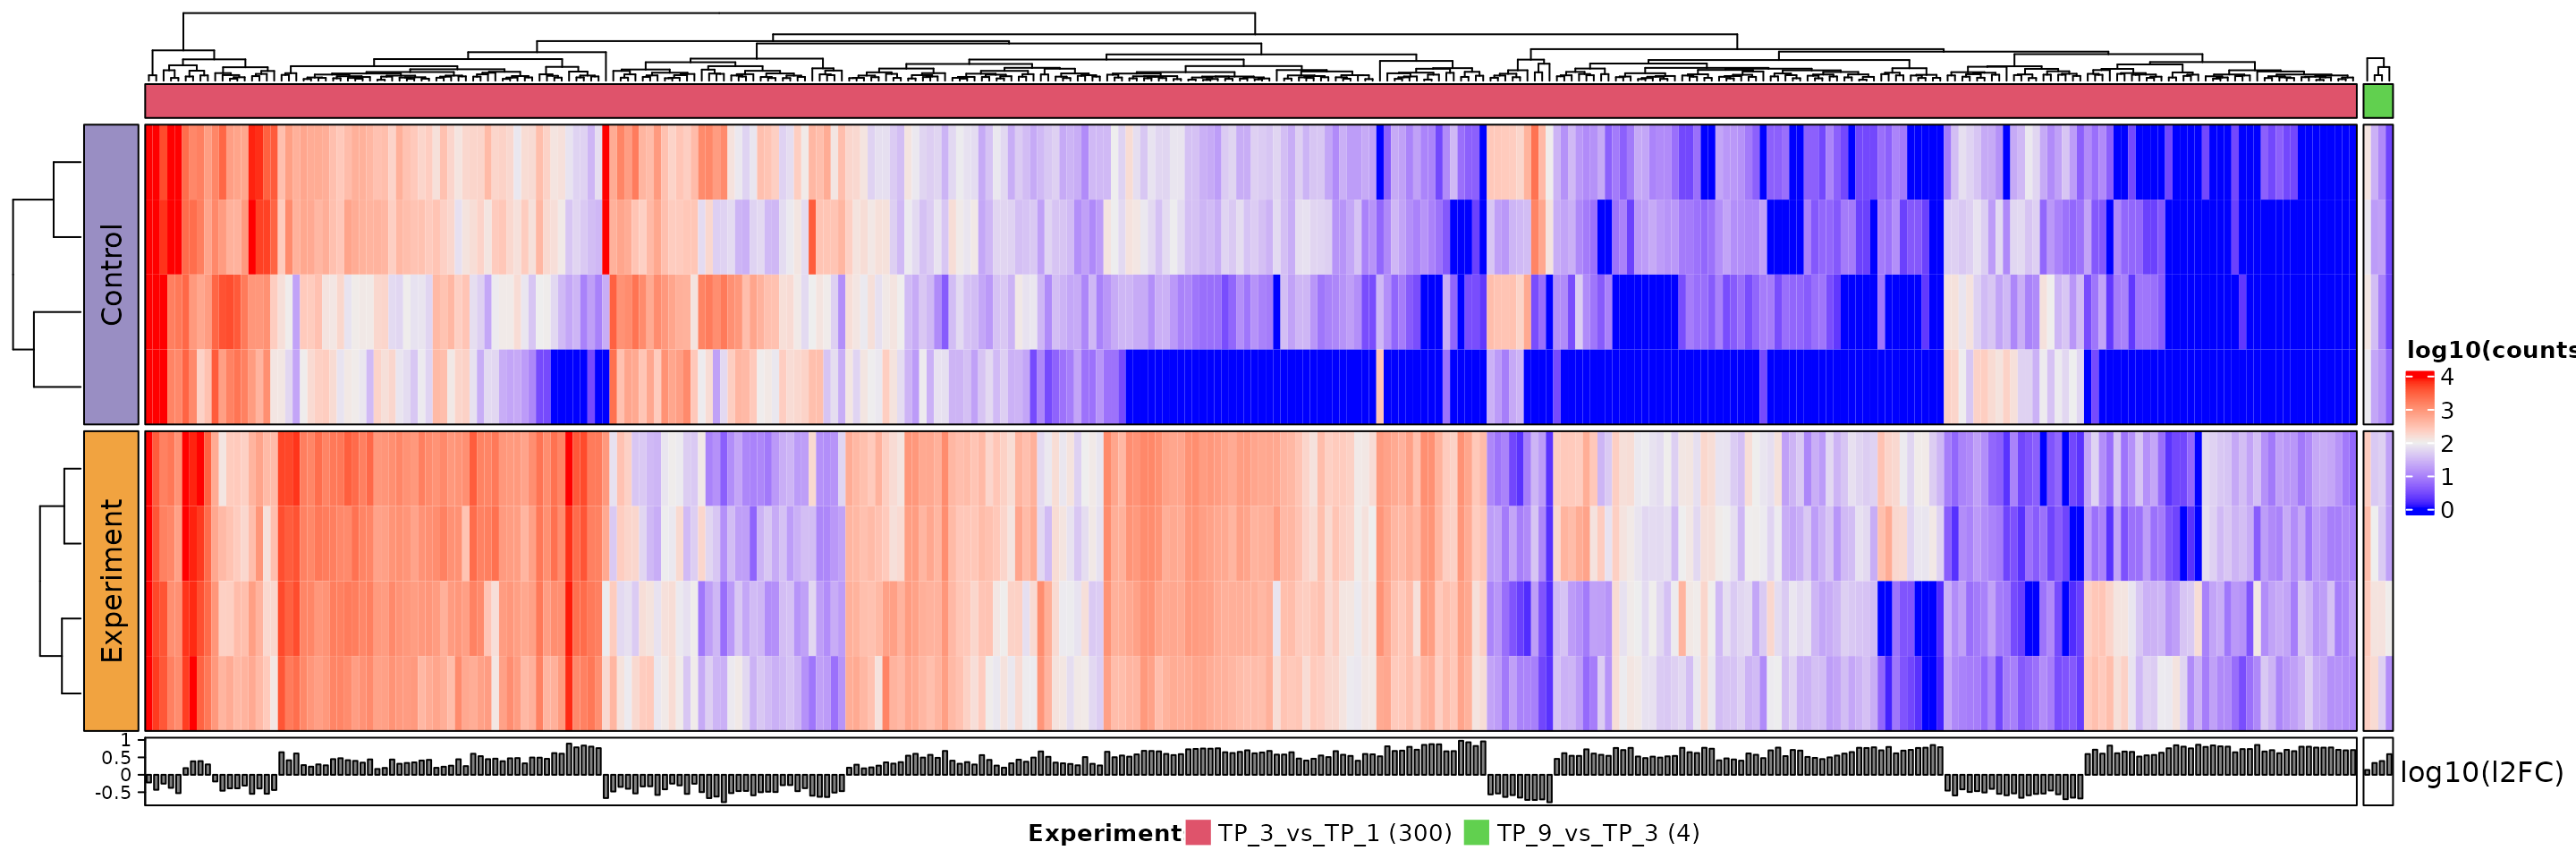 Control
log10(counts
4
3
2
1
0
Experiment
1
0.5
0
-0.5
log10(l2FC)
Experiment
TP_3_vs_TP_1 (300)
TP_9_vs_TP_3 (4)